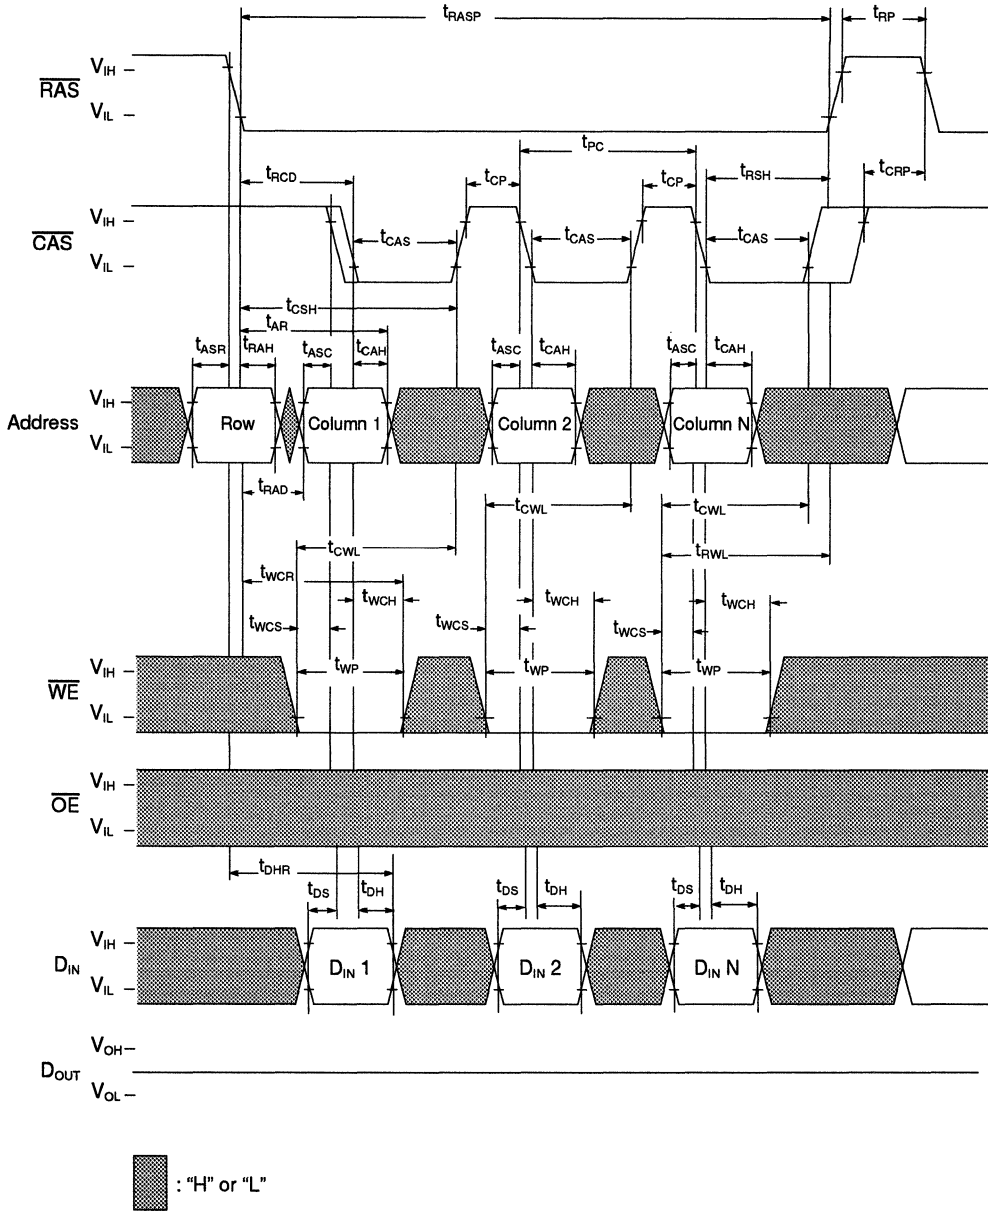 tRASP
tRP
RAS
VIH
VIL
tRCD
tCP
tPC
tCP
tRSH
tCRP
CAS
VIH
VIL
tCAS
tCAS
tCAS
tCSH
tAR
tASR
tRAH
tASC
tCAH
tASC
tCAH
tASC
tCAH
Address
VIH
VIL
Row
Column 1
Column 2
Column N
tRAD
tCWL
tCWL
tCWL
tRWL
tWCR
tWCH
tWCH
tWCH
tWCS
tWCS
tWCS
WE
VIH
VIL
tWP
tWP
tWP
OE
VIH
VIL
tDHR
tDS
tDH
tDS
tDH
tDS
tDH
DIN
VIH
VIL
DIN 1
DIN 2
DIN N
DOUT
VOH
VOL
: “H” or “L”